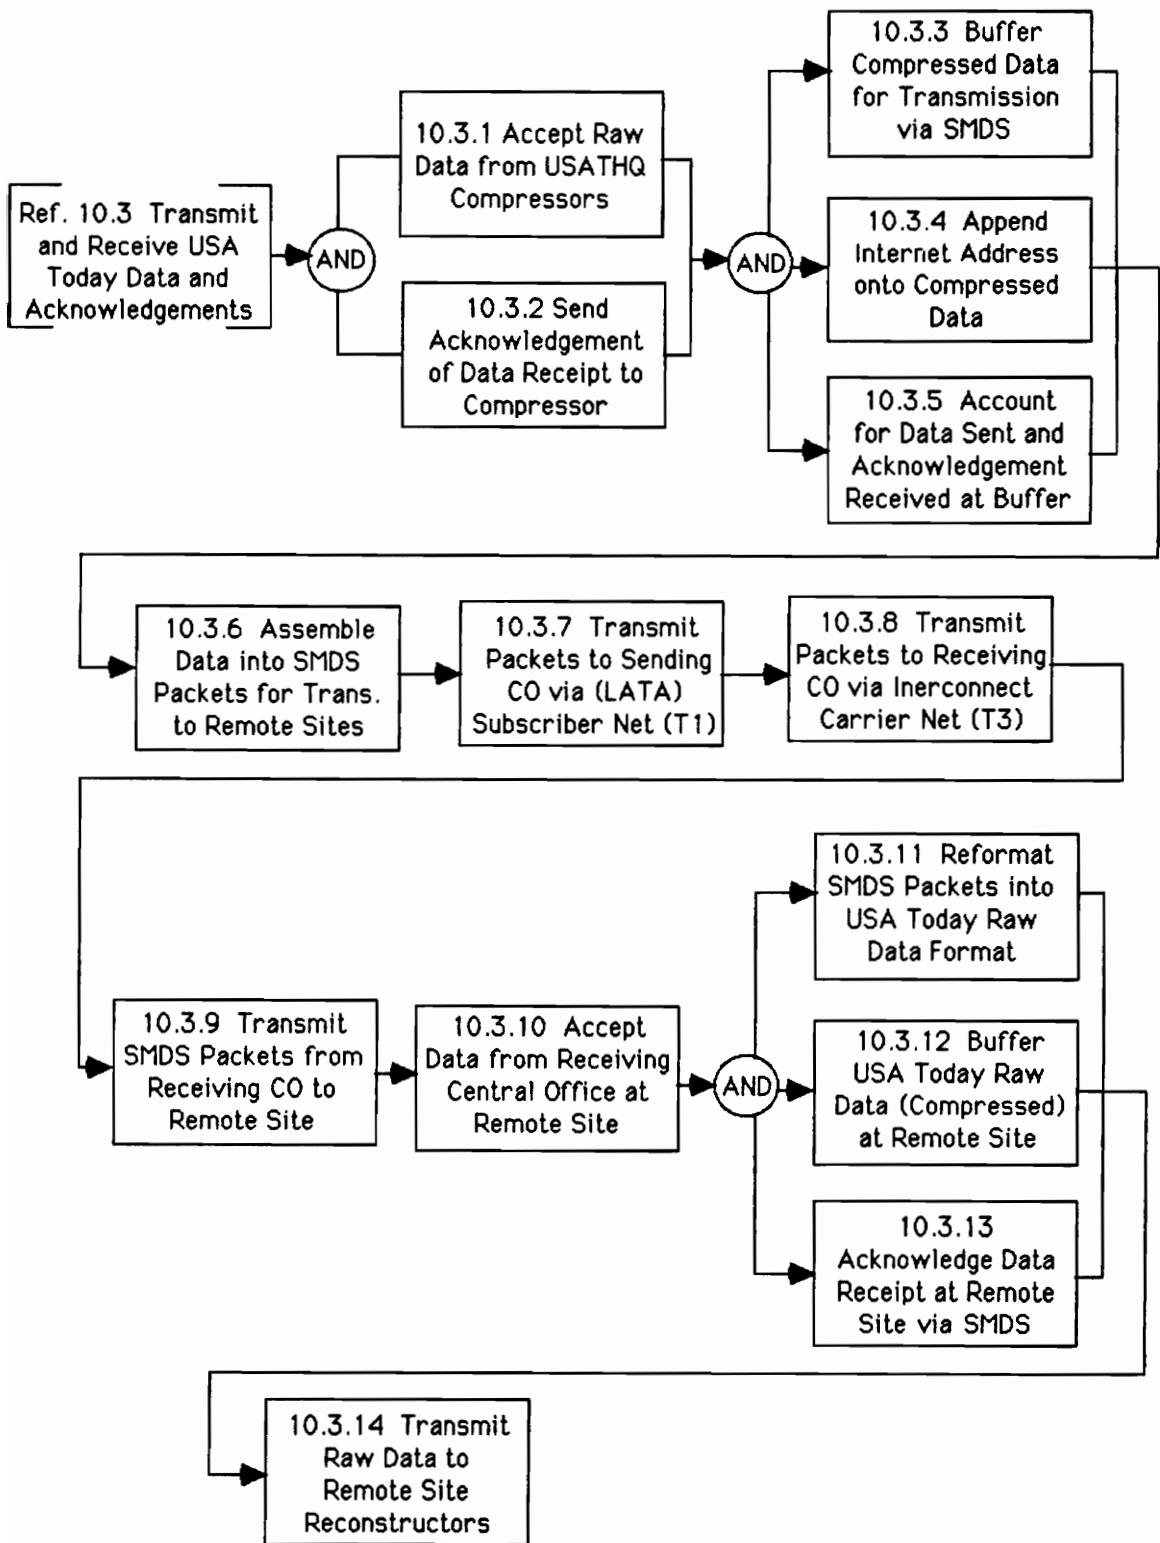 Ref. 10.3 Transmit
and Receive USA
Today Data and
Acknowledgements
AND
10.3.1 Accept Raw
Data from USATHQ
Compressors
10.3.2 Send
Acknowledgement
of Data Receipt to
Compressor
AND
10.3.3 Buffer
Compressed Data
for Transmission
via SMDS
10.3.4 Append
Internet Address
onto Compressed
Data
10.3.5 Account
for Data Sent and
Acknowledgement
Received at Buffer
10.3.6 Assemble
Data into SMDS
Packets for Trans.
to Remote Sites
10.3.7 Transmit
Packets to Sending
CO via (LATA)
Subscriber Net (T1)
10.3.8 Transmit
Packets to Receiving
CO via Inerconnect
Carrier Net (T3)
10.3.9 Transmit
SMDS Packets from
Receiving CO to
Remote Site
10.3.10 Accept
Data from Receiving
Central Office at
Remote Site
AND
10.3.11 Reformat
SMDS Packets into
USA Today Raw
Data Format
10.3.12 Buffer
USA Today Raw
Data (Compressed)
at Remote Site
10.3.13
Acknowledge Data
Receipt at Remote
Site via SMDS
10.3.14 Transmit
Raw Data to
Remote Site
Reconstructors